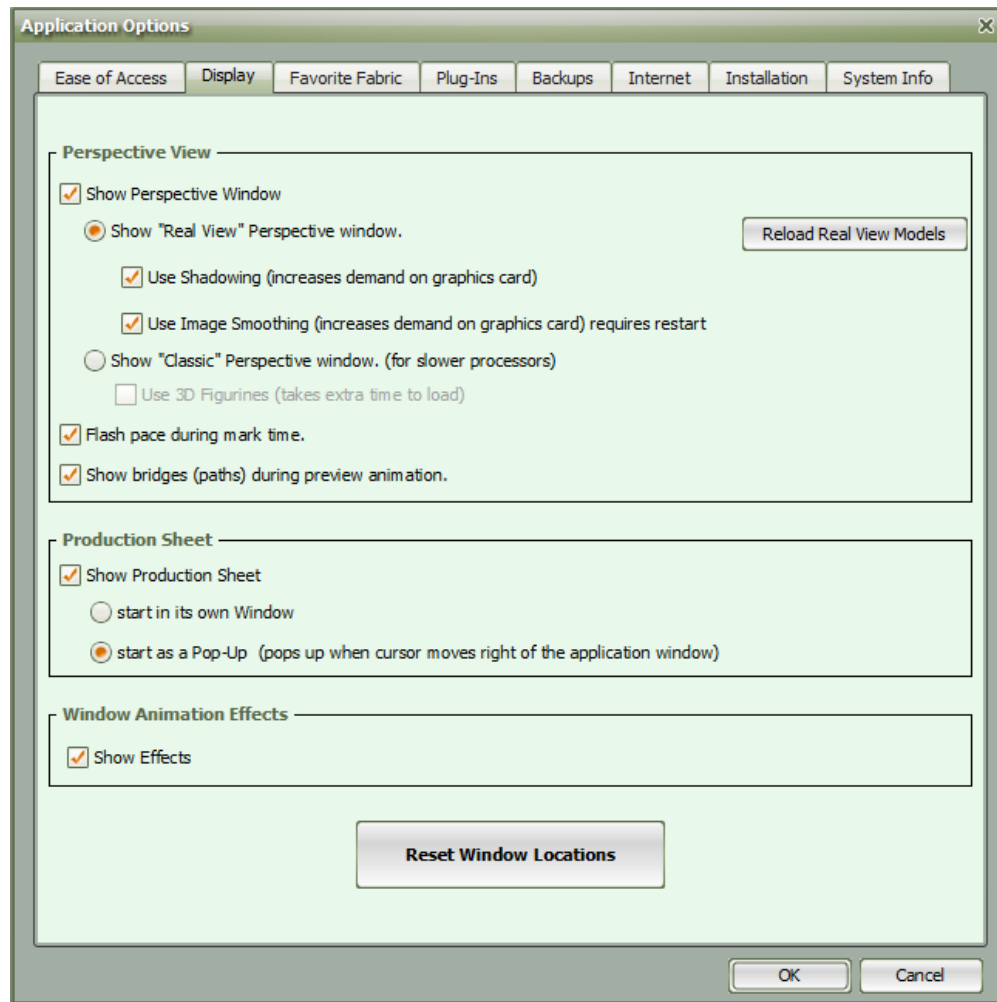 Application Options
Ease of Access Display Favorite Fabric Plug-Ins Backups Internet Installation System Info
Perspective View
Show Perspective Window
Show "Real View" Perspective window. Reload Real View Models
Use Shadowing (increases demand on graphics card)
Use Image Smoothing (increases demand on graphics card) requires restart
Show "Classic" Perspective window. (for slower processors)
Use 3D Figurines (takes extra time to load)
Flash pace during mark time.
Show bridges (paths) during preview animation.
Production Sheet
Show Production Sheet
start in its own Window
start as a Pop-Up (pops up when cursor moves right of the application window)
Window Animation Effects
Show Effects
Reset Window Locations
OK Cancel